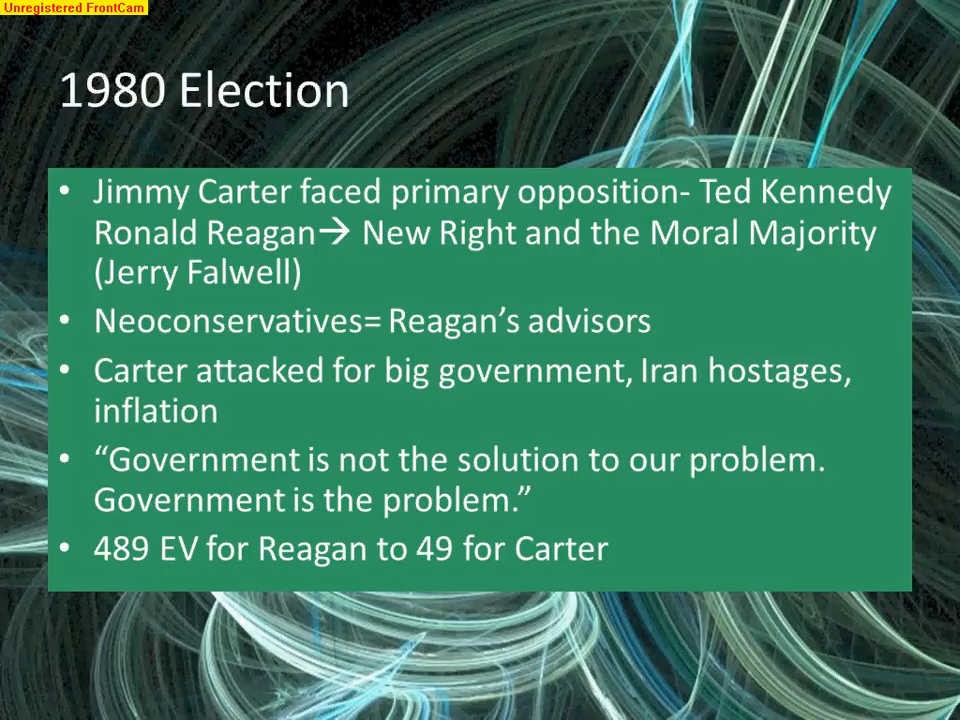 Unregistered FrontCam
1980 Election
• Jimmy Carter faced primary opposition- Ted Kennedy
Ronald Reagan→ New Right and the Moral Majority
(Jerry Falwell)
• Neoconservatives= Reagan’s advisors
• Carter attacked for big government, Iran hostages,
inflation
• “Government is not the solution to our problem.
Government is the problem.”
• 489 EV for Reagan to 49 for Carter